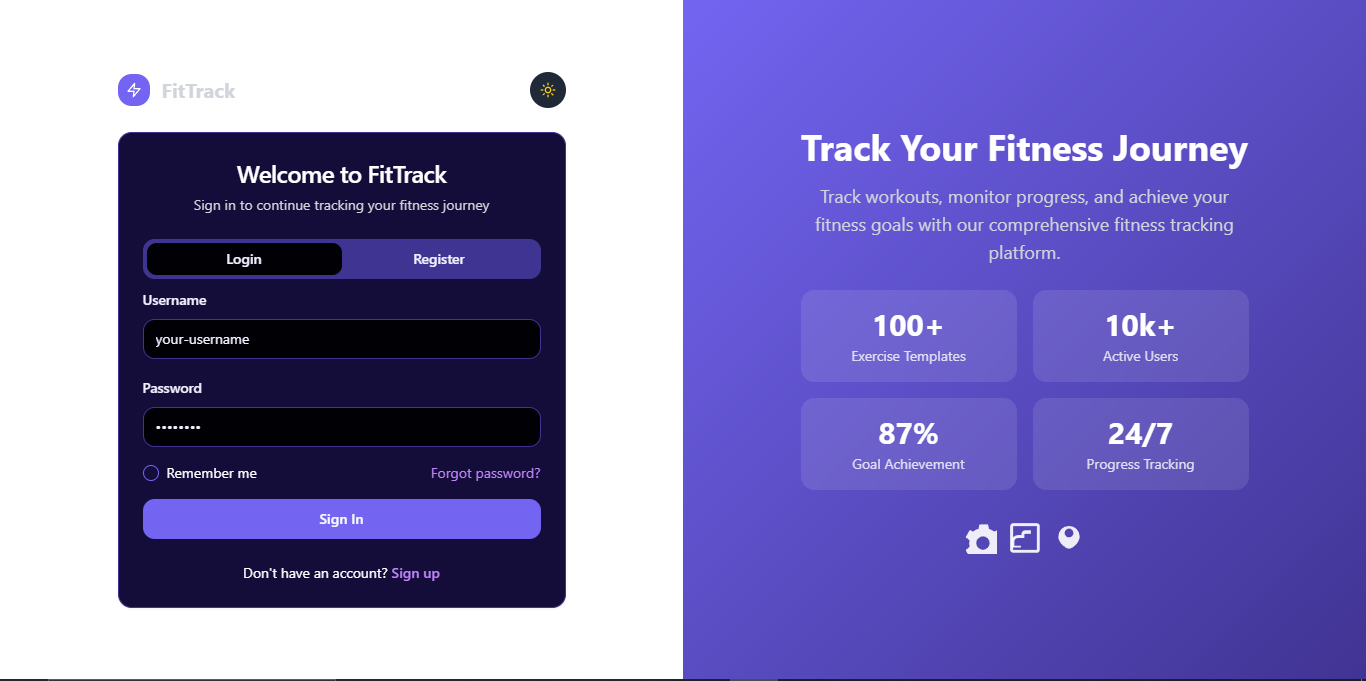 FitTrack
Welcome to FitTrack
Sign in to continue tracking your fitness journey
Login
Register
Username
your-username
Password
••••••••
Remember me
Forgot password?
Sign In
Don't have an account? Sign up
Track Your Fitness Journey
Track workouts, monitor progress, and achieve your
fitness goals with our comprehensive fitness tracking
platform.
100+
Exercise Templates
10k+
Active Users
87%
Goal Achievement
24/7
Progress Tracking